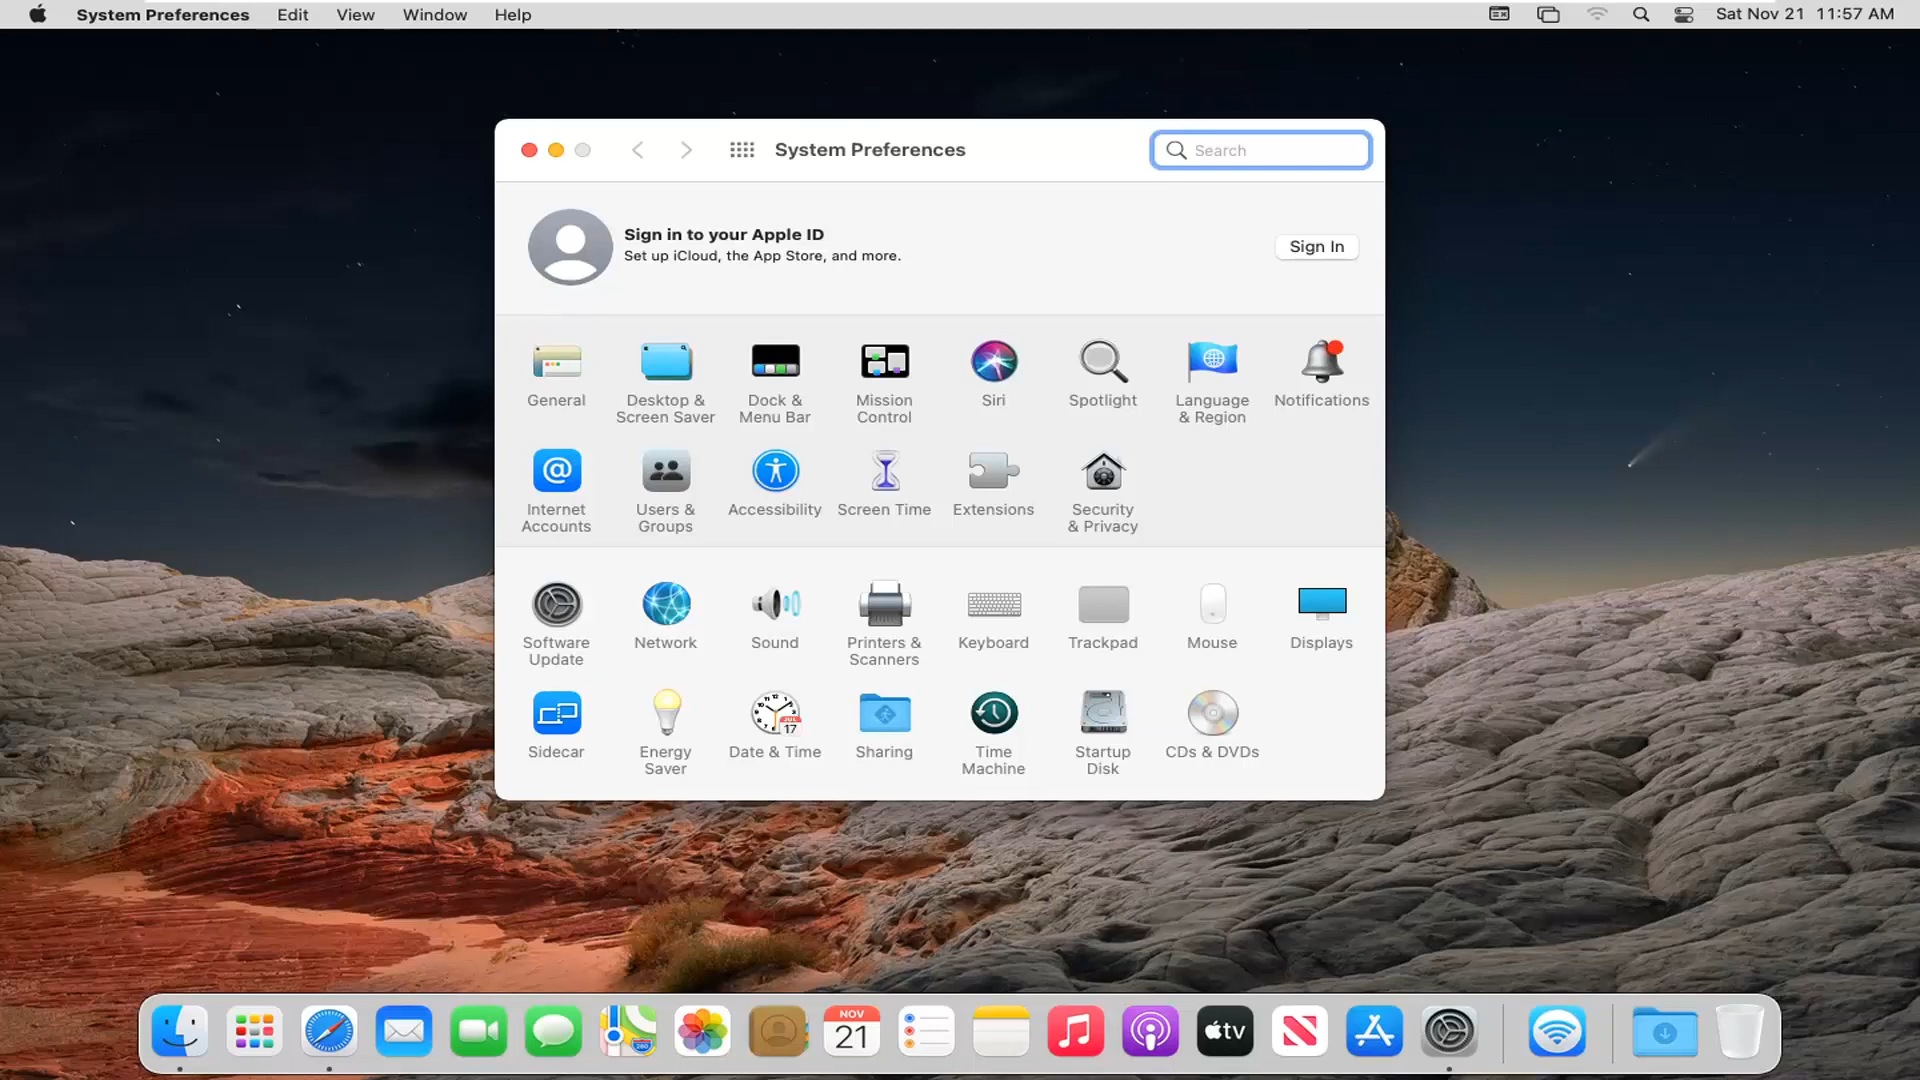 System Preferences Edit View Window Help Sat Nov 21 11:57 AM
System Preferences
Search
Sign in to your Apple ID
Set up iCloud, the App Store, and more.
Sign In
General
Desktop &
Screen Saver
Dock &
Menu Bar
Mission
Control
Siri
Spotlight
Language
& Region
Notifications
Internet
Accounts
Users &
Groups
Accessibility
Screen Time
Extensions
Security
& Privacy
Software
Update
Network
Sound
Printers &
Scanners
Keyboard
Trackpad
Mouse
Displays
Sidecar
Energy
Saver
JUL
17
Date & Time
Sharing
Time
Machine
Startup
Disk
CDs & DVDs
280
NOV
21
tv